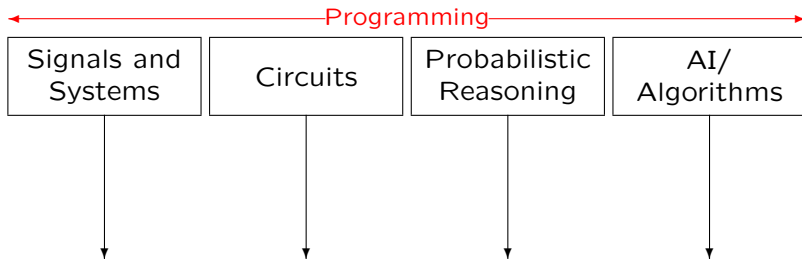 Programming
Signals and
Systems
Circuits
Probabilistic
Reasoning
AI/
Algorithms